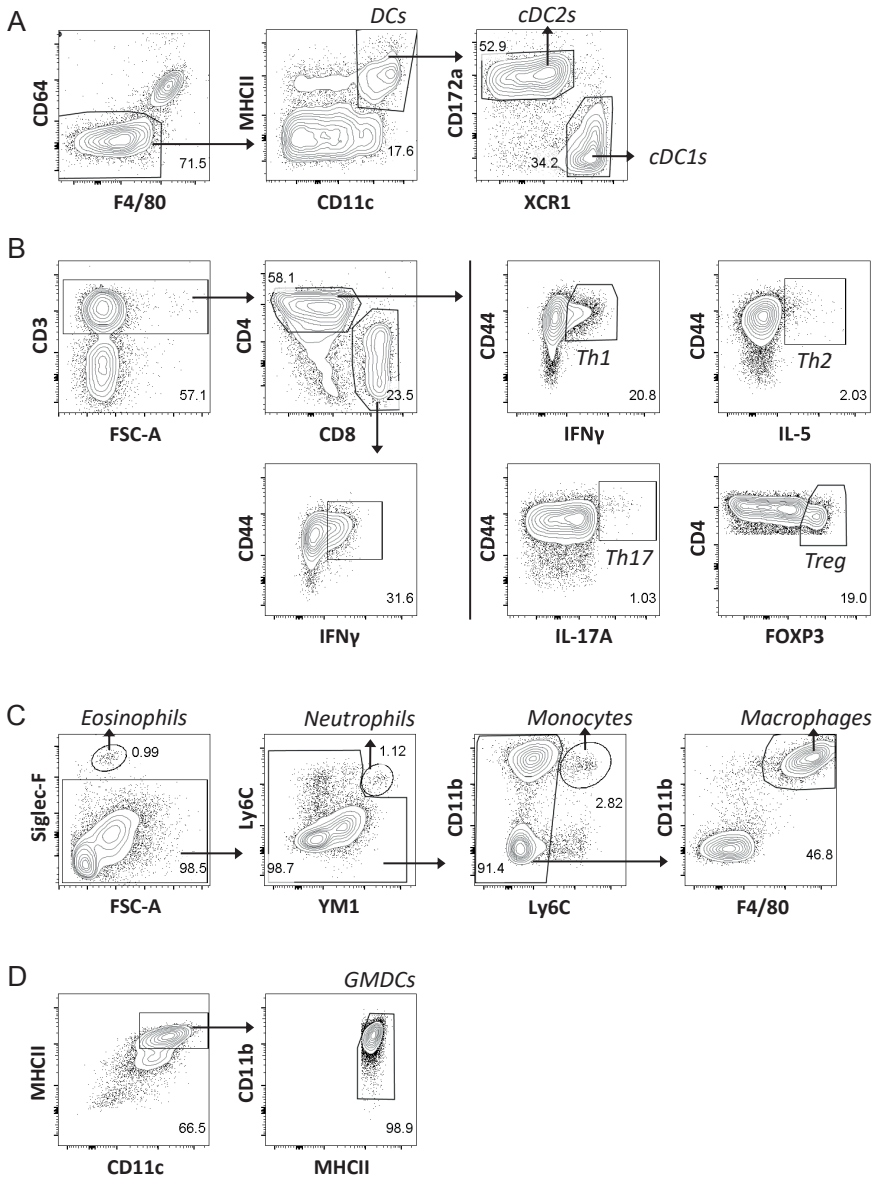 A
DCs
cDC2s
CD64
71.5
F4/80
MHCII
17.6
CD11c
CD172a
52.9
34.2
cDC1s
XCR1
B
CD3
57.1
FSC-A
CD4
58.1
23.5
CD8
CD44
Th1
20.8
IFNγ
CD44
Th2
2.03
IL-5
CD44
31.6
IFNγ
CD44
Th17
1.03
IL-17A
CD4
Treg
19.0
FOXP3
C
Eosinophils
0.99
Siglec-F
98.5
FSC-A
Neutrophils
1.12
Ly6C
98.7
YM1
Monocytes
CD11b
2.82
91.4
Ly6C
Macrophages
CD11b
46.8
F4/80
D
MHCII
66.5
CD11c
GMDCs
CD11b
98.9
MHCII